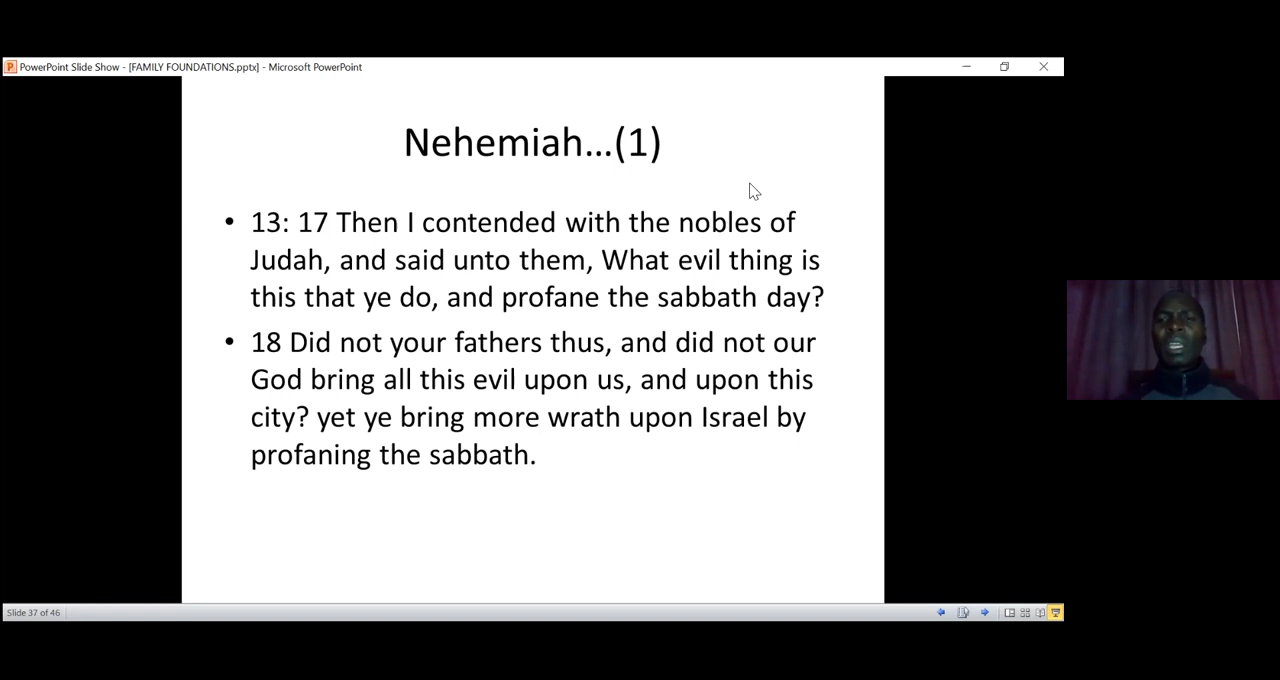 PowerPoint Slide Show - [FAMILY FOUNDATIONS.pptx] - Microsoft PowerPoint
Nehemiah...(1)
• 13: 17 Then I contended with the nobles of
Judah, and said unto them, What evil thing is
this that ye do, and profane the sabbath day?
• 18 Did not your fathers thus, and did not our
God bring all this evil upon us, and upon this
city? yet ye bring more wrath upon Israel by
profaning the sabbath.
Slide 37 of 46